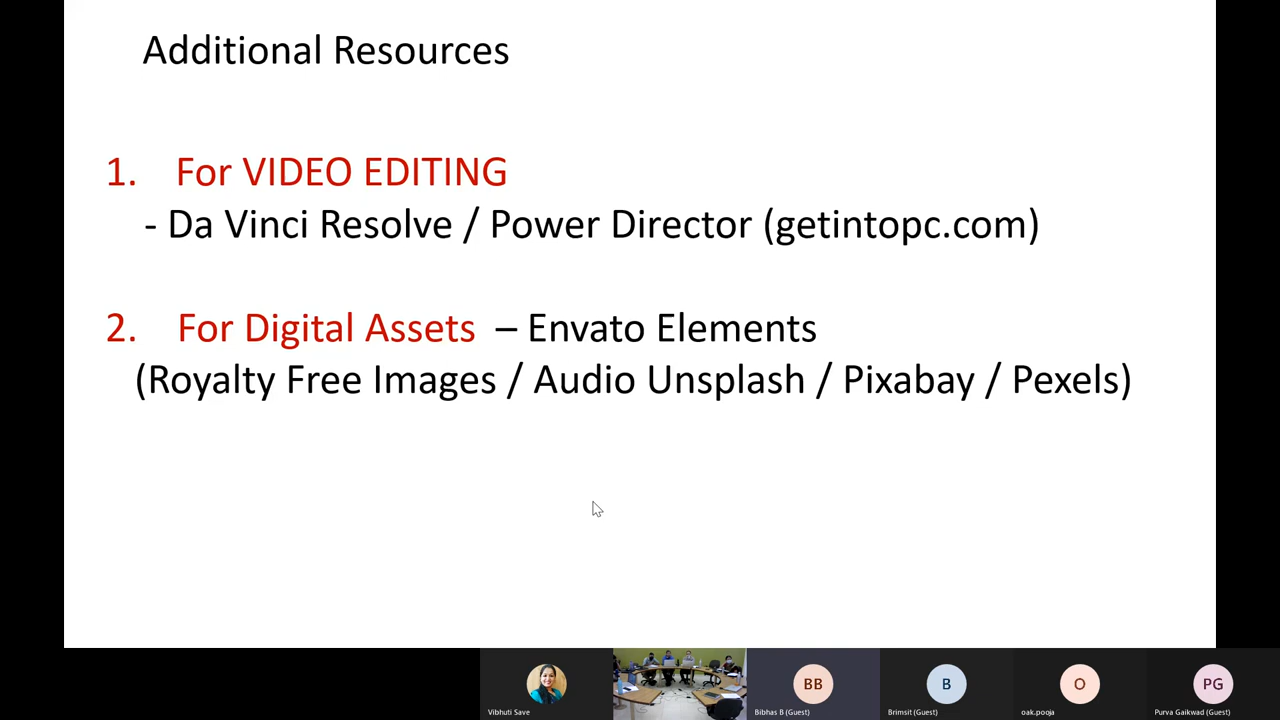 Additional Resources
1. For VIDEO EDITING
- Da Vinci Resolve / Power Director (getintopc.com)
2. For Digital Assets – Envato Elements
(Royalty Free Images / Audio Unsplash / Pixabay / Pexels)
BB
B
O
PG
Vibhuti Save
Bibhas B (Guest)
Brimsit (Guest)
oak.pooja
Purva Gaikwad (Guest)